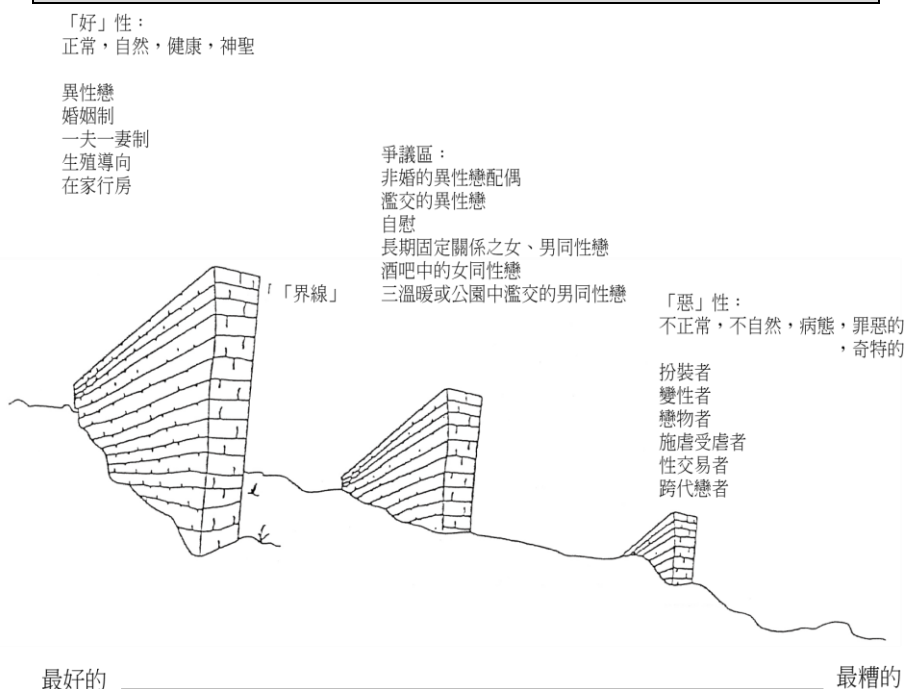 「好」性：
正常，自然，健康，神聖
異性戀
婚姻制
一夫一妻制
生殖導向
在家行房
爭議區：
非婚的異性戀配偶
濫交的異性戀
自慰
長期固定關係之女、男同性戀
酒吧中的女同性戀
三溫暖或公園中濫交的男同性戀
「「界線」
「惡」性：
不正常，不自然，病態，罪惡的
，奇特的
扮裝者
變性者
戀物者
施虐受虐者
性交易者
跨代戀者
最好的
最糟的